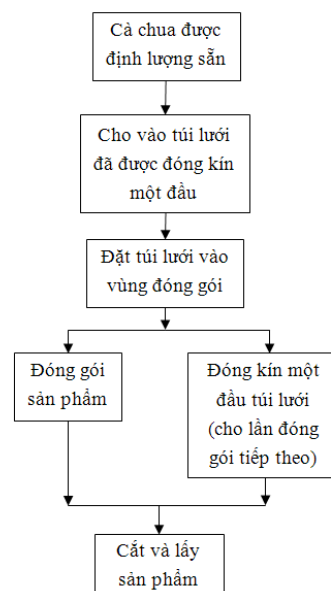 Cà chua được
định lượng sẵn
Cho vào túi lưới
đã được đóng kín
một đầu
Đặt túi lưới vào
vùng đóng gói
Đóng gói
sản phẩm
Đóng kín một
đầu túi lưới
(cho lần đóng
gói tiếp theo)
Cắt và lấy
sản phẩm